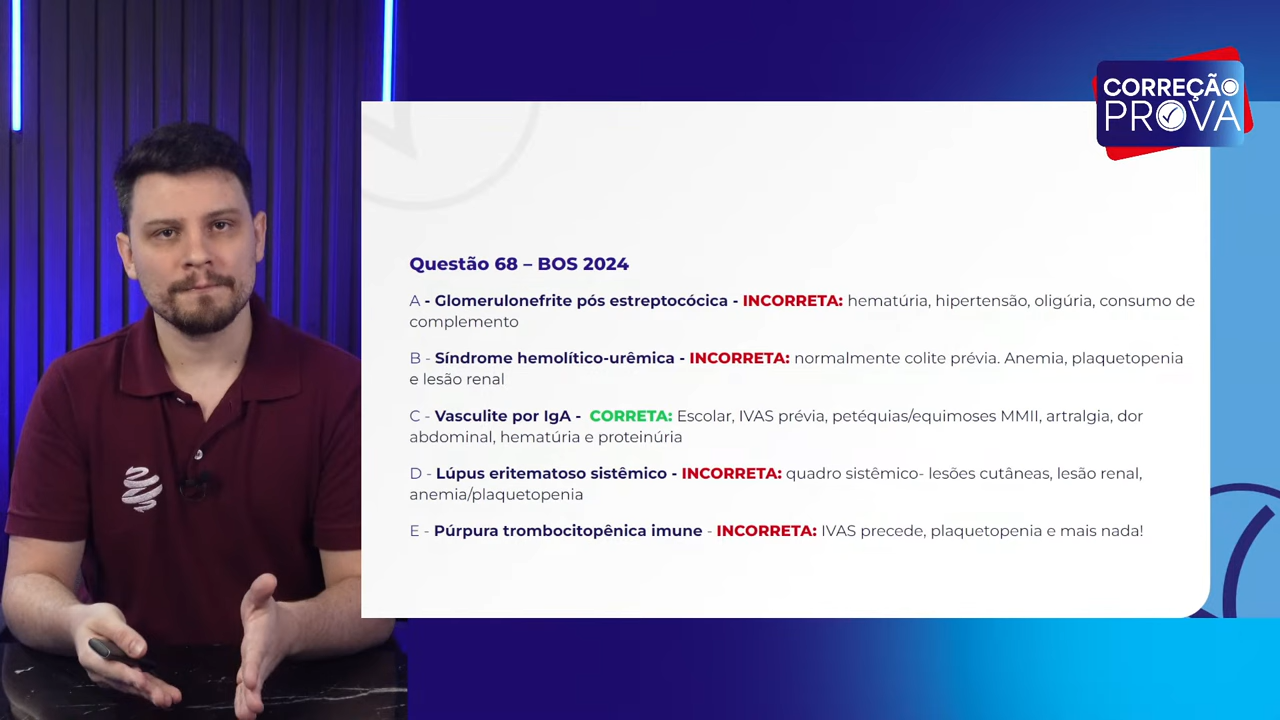 CORREÇÃO
PROVA
Questão 68 – BOS 2024
A - Glomerulonefrite pós estreptocócica - INCORRETA: hematúria, hipertensão, oligúria, consumo de
complemento
B - Síndrome hemolítico-urêmica - INCORRETA: normalmente colite prévia. Anemia, plaquetopenia
e lesão renal
C - Vasculite por IgA - CORRETA: Escolar, IVAS prévia, petéquias/equimoses MMII, artralgia, dor
abdominal, hematúria e proteinúria
D - Lúpus eritematoso sistêmico - INCORRETA: quadro sistêmico- lesões cutâneas, lesão renal,
anemia/plaquetopenia
E - Púrpura trombocitopênica imune - INCORRETA: IVAS precede, plaquetopenia e mais nada!